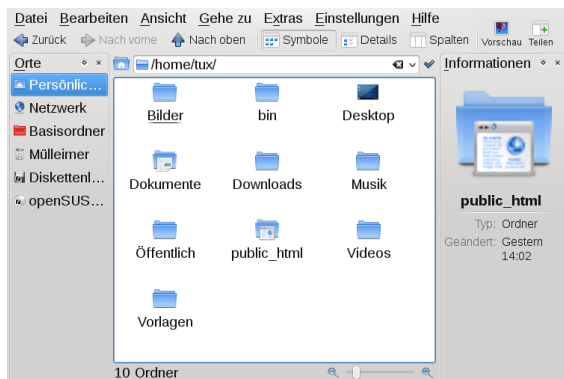 Datei Bearbeiten Ansicht Gehe zu Extras Einstellungen Hilfe
Zurück Nach vorne Nach oben Symbole Details Spalten Vorschau Teilen
Orte /home/tux/ Informationen
Persönlic...
Netzwerk
Basisordner
Mülleimer
Diskettenl...
openSUS...
Bilder bin Desktop
Dokumente Downloads Musik
Öffentlich public_html Videos
Vorlagen
10 Ordner
public_html
Typ: Ordner
Geändert: Gestern
14:02